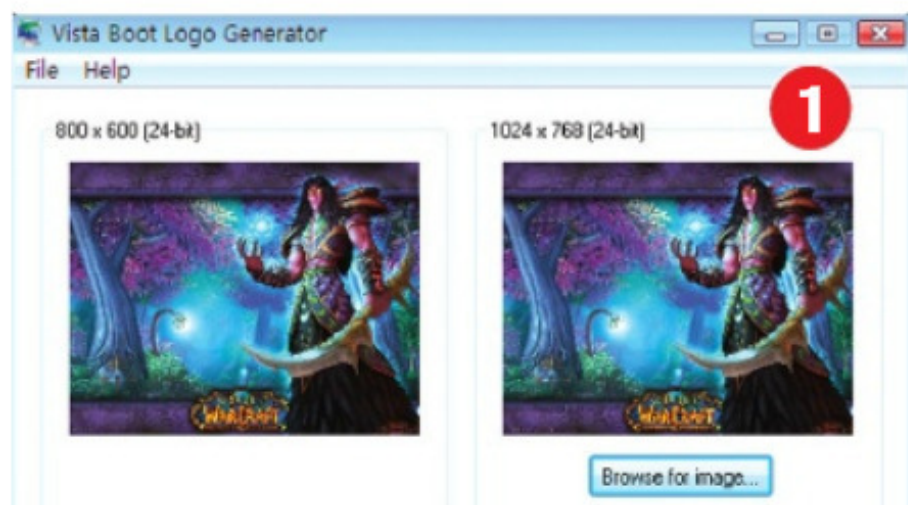 Vista Boot Logo Generator
File Help
1
800 x 600 (24-bit)
1024 x 768 (24-bit)
WARCRAFT
WARCRAFT
Browse for image...